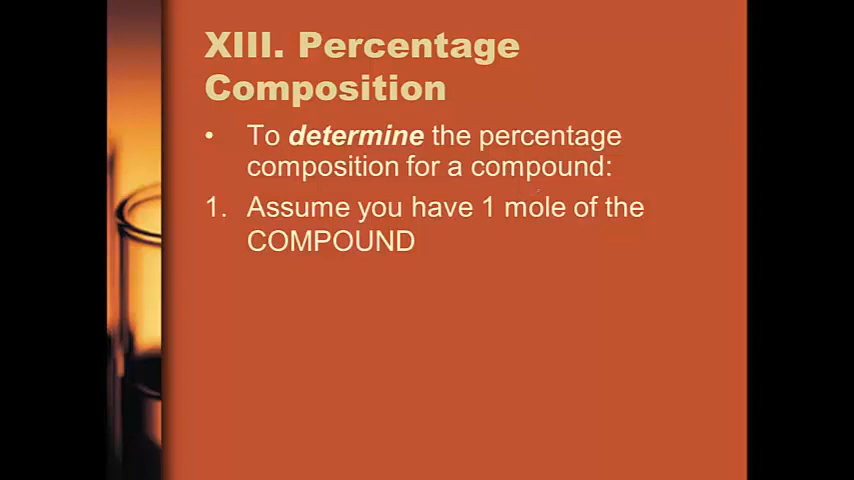 XIII. Percentage
Composition
• To determine the percentage
composition for a compound:
1. Assume you have 1 mole of the
COMPOUND